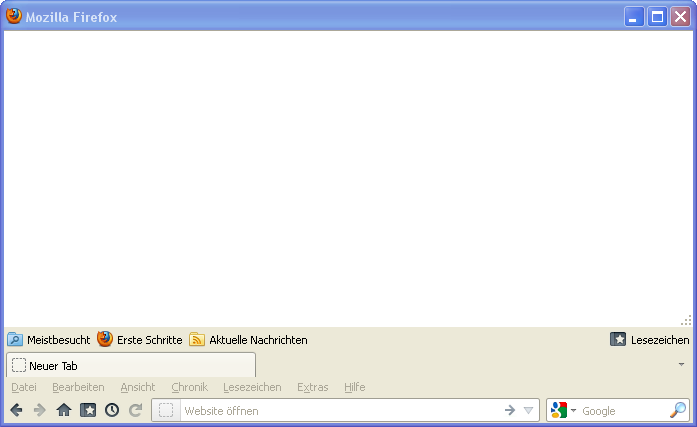 Mozilla Firefox
Meistbesucht Erste Schritte Aktuelle Nachrichten Lesezeichen
Neuer Tab
Datei Bearbeiten Ansicht Chronik Lesezeichen Extras Hilfe
Website öffnen Google